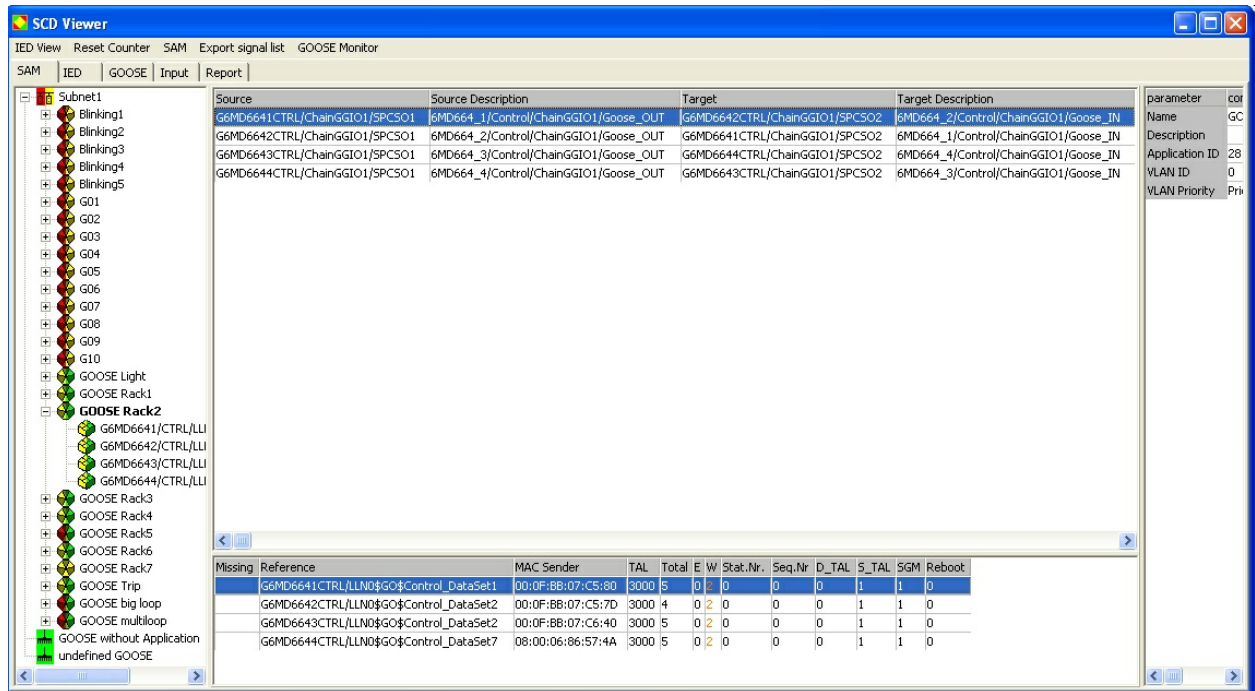 SCD Viewer
IED View Reset Counter SAM Export signal list GOOSE Monitor
SAM IED GOOSE Input Report
Subnet1
Blinking1
Blinking2
Blinking3
Blinking4
Blinking5
G01
G02
G03
G04
G05
G06
G07
G08
G09
G10
GOOSE Light
GOOSE Rack1
GOOSE Rack2
G6MD6641/CTRL/LLI
G6MD6642/CTRL/LLI
G6MD6643/CTRL/LLI
G6MD6644/CTRL/LLI
GOOSE Rack3
GOOSE Rack4
GOOSE Rack5
GOOSE Rack6
GOOSE Rack7
GOOSE Trip
GOOSE big loop
GOOSE multiloop
GOOSE without Application
undefined GOOSE
Source Source Description Target Target Description
G6MD6641CTRL/ChainGGIO1/SPCSO1 6MD664_1/Control/ChainGGIO1/Goose_OUT G6MD6642CTRL/ChainGGIO1/SPCSO2 6MD664_2/Control/ChainGGIO1/Goose_IN
G6MD6642CTRL/ChainGGIO1/SPCSO1 6MD664_2/Control/ChainGGIO1/Goose_OUT G6MD6641CTRL/ChainGGIO1/SPCSO2 6MD664_1/Control/ChainGGIO1/Goose_IN
G6MD6643CTRL/ChainGGIO1/SPCSO1 6MD664_3/Control/ChainGGIO1/Goose_OUT G6MD6644CTRL/ChainGGIO1/SPCSO2 6MD664_4/Control/ChainGGIO1/Goose_IN
G6MD6644CTRL/ChainGGIO1/SPCSO1 6MD664_4/Control/ChainGGIO1/Goose_OUT G6MD6643CTRL/ChainGGIO1/SPCSO2 6MD664_3/Control/ChainGGIO1/Goose_IN
Missing Reference MAC Sender TAL Total E W Stat.Nr. Seq.Nr D_TAL S_TAL SGM Reboot
G6MD6641CTRL/LLN0$GO$Control_DataSet1 00:0F:BB:07:C5:80 3000 5 0 2 0 0 0 1 1 0
G6MD6642CTRL/LLN0$GO$Control_DataSet2 00:0F:BB:07:C5:7D 3000 4 0 2 0 0 0 1 1 0
G6MD6643CTRL/LLN0$GO$Control_DataSet2 00:0F:BB:07:C6:40 3000 5 0 2 0 0 0 1 1 0
G6MD6644CTRL/LLN0$GO$Control_DataSet7 08:00:06:86:57:4A 3000 5 0 2 0 0 0 1 1 0
parameter cor
Name GC
Description
Application ID 28
VLAN ID 0
VLAN Priority Pri